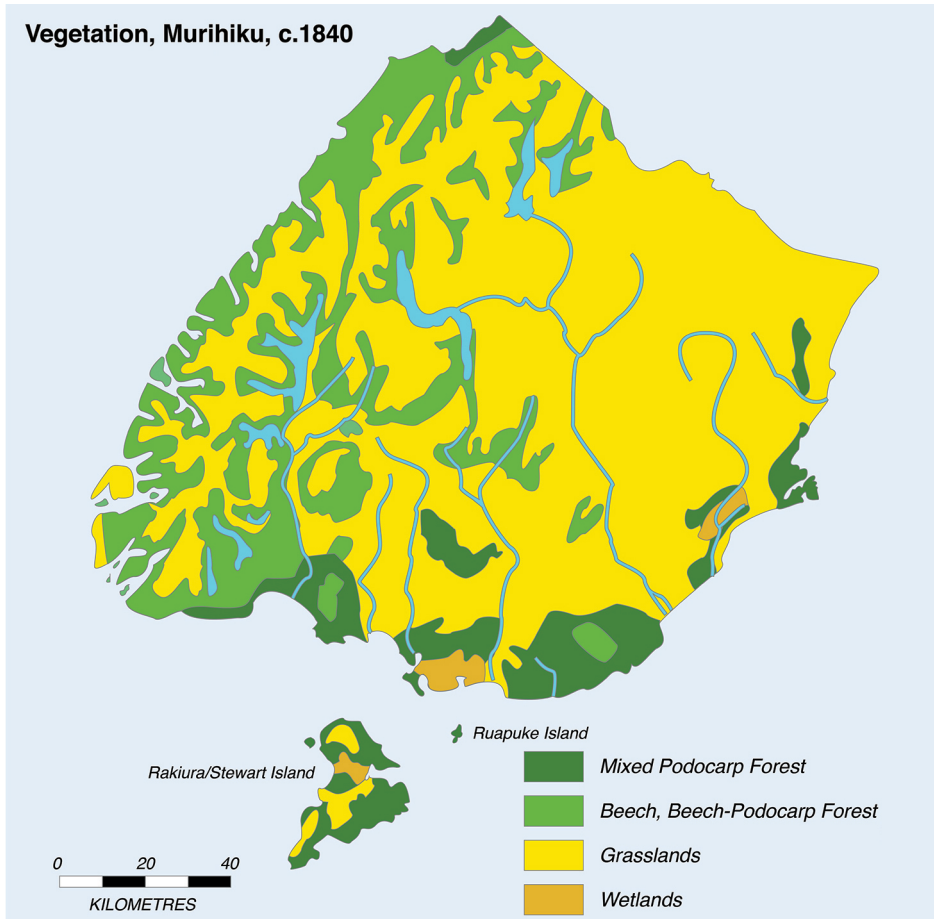 Vegetation, Murihiku, c.1840
Ruapuke Island
Rakiura/Stewart Island
Mixed Podocarp Forest
Beech, Beech-Podocarp Forest
Grasslands
Wetlands
0 20 40
KILOMETRES